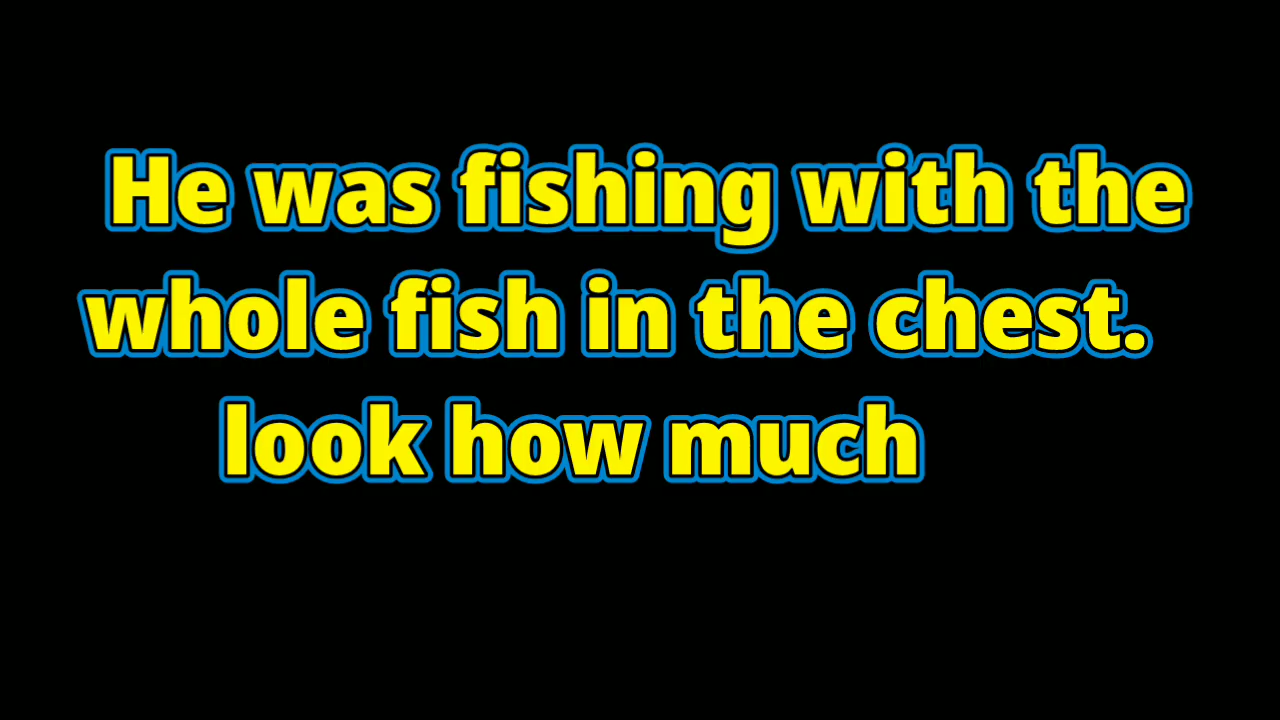 He was fishing with the
whole fish in the chest.
look how much